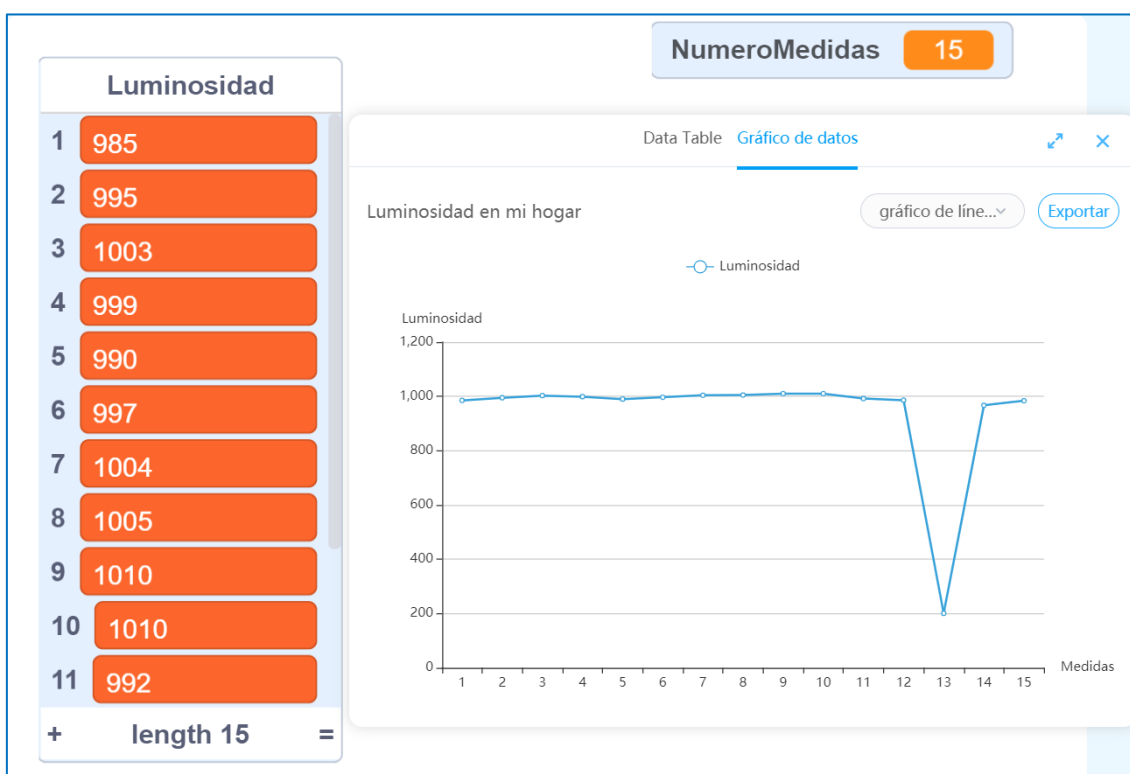 NumeroMedidas 15
Luminosidad
1 985
2 995
3 1003
4 999
5 990
6 997
7 1004
8 1005
9 1010
10 1010
11 992
+ length 15 =
Data Table Gráfico de datos
Luminosidad en mi hogar gráfico de líne... Exportar
Luminosidad
Luminosidad
1,200
1,000
800
600
400
200
0
1 2 3 4 5 6 7 8 9 10 11 12 13 14 15
Medidas